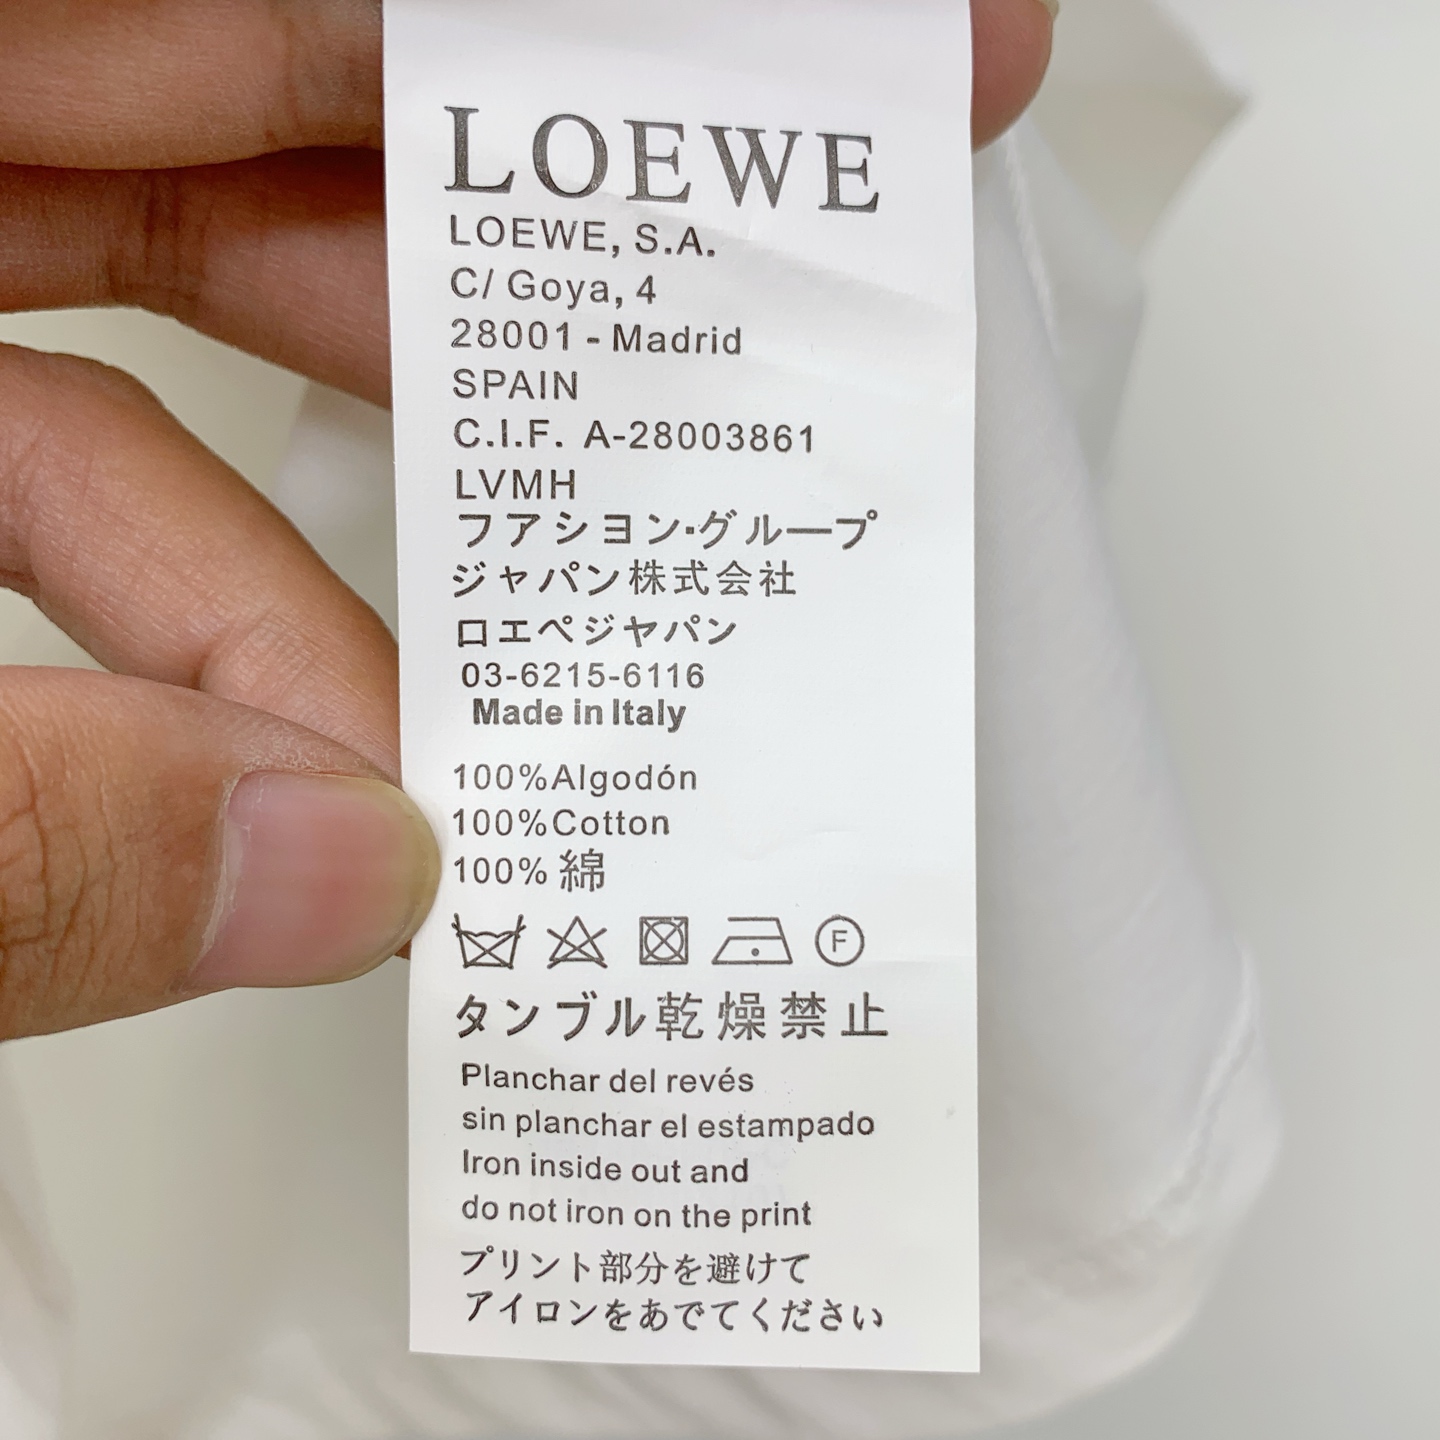 LOEWE
LOEWE, S.A.
C/ Goya, 4
28001 - Madrid
SPAIN
C.I.F. A-28003861
LVMH
フアシヨン・グループ
ジャパン株式会社
ロエペジヤパン
03-6215-6116
Made in Italy
100%Algodón
100%Cotton
100% 綿
F
タンブル乾燥禁止
Planchar del revés
sin planchar el estampado
Iron inside out and
do not iron on the print
プリント部分を避けて
アイロンをあでてください